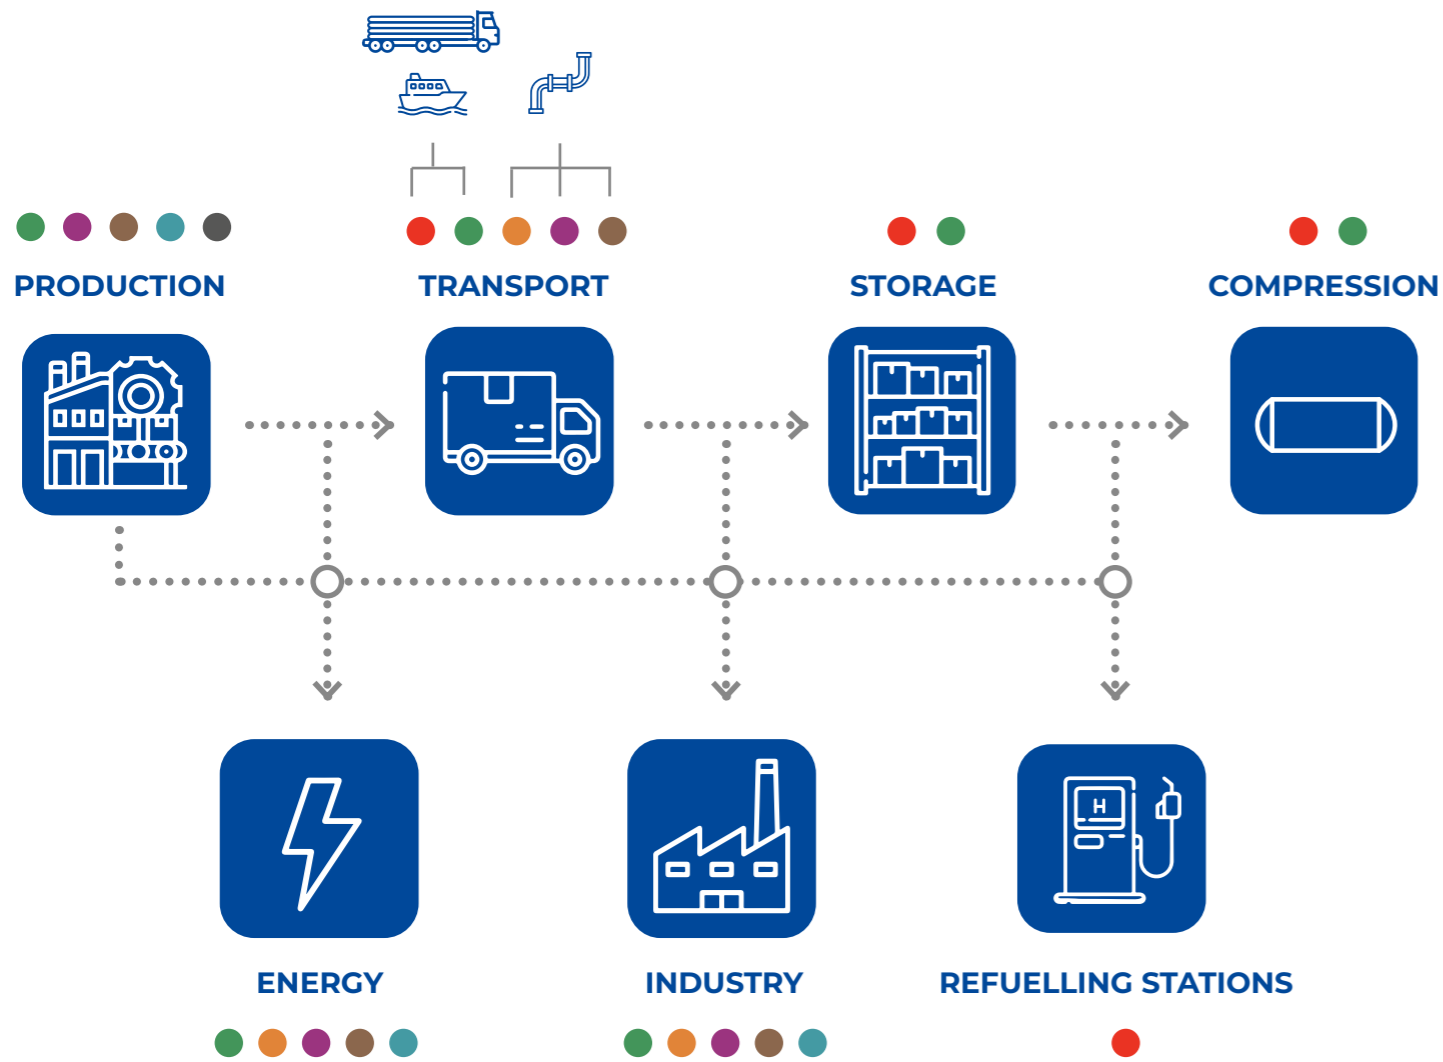 PRODUCTION
TRANSPORT
STORAGE
COMPRESSION
H
ENERGY
INDUSTRY
REFUELLING STATIONS